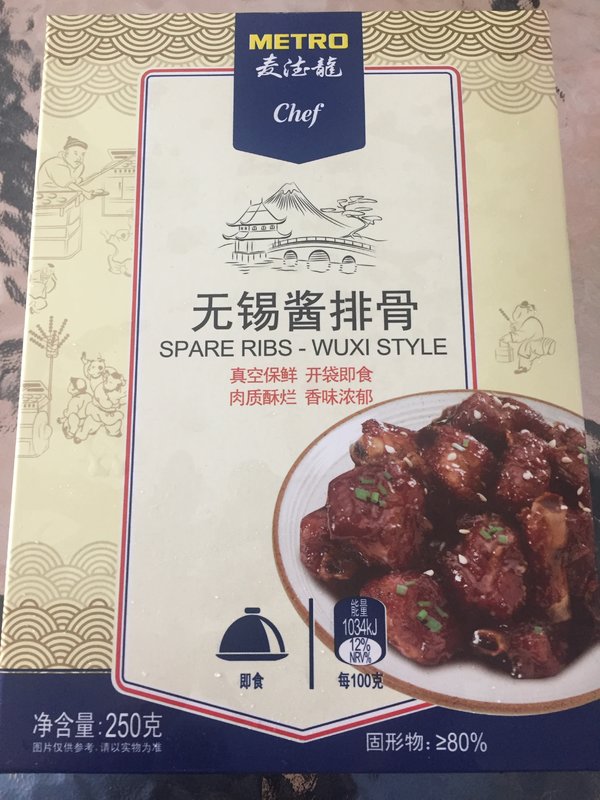 METRO
麦德龍
Chef
无锡酱排骨
SPARE RIBS - WUXI STYLE
真空保鲜 开袋即食
肉质酥烂 香味浓郁
能量
1034kJ
12%
NRV%
即食
每100克
净含量:250克
图片仅供参考,请以实物为准
固形物:≥80%